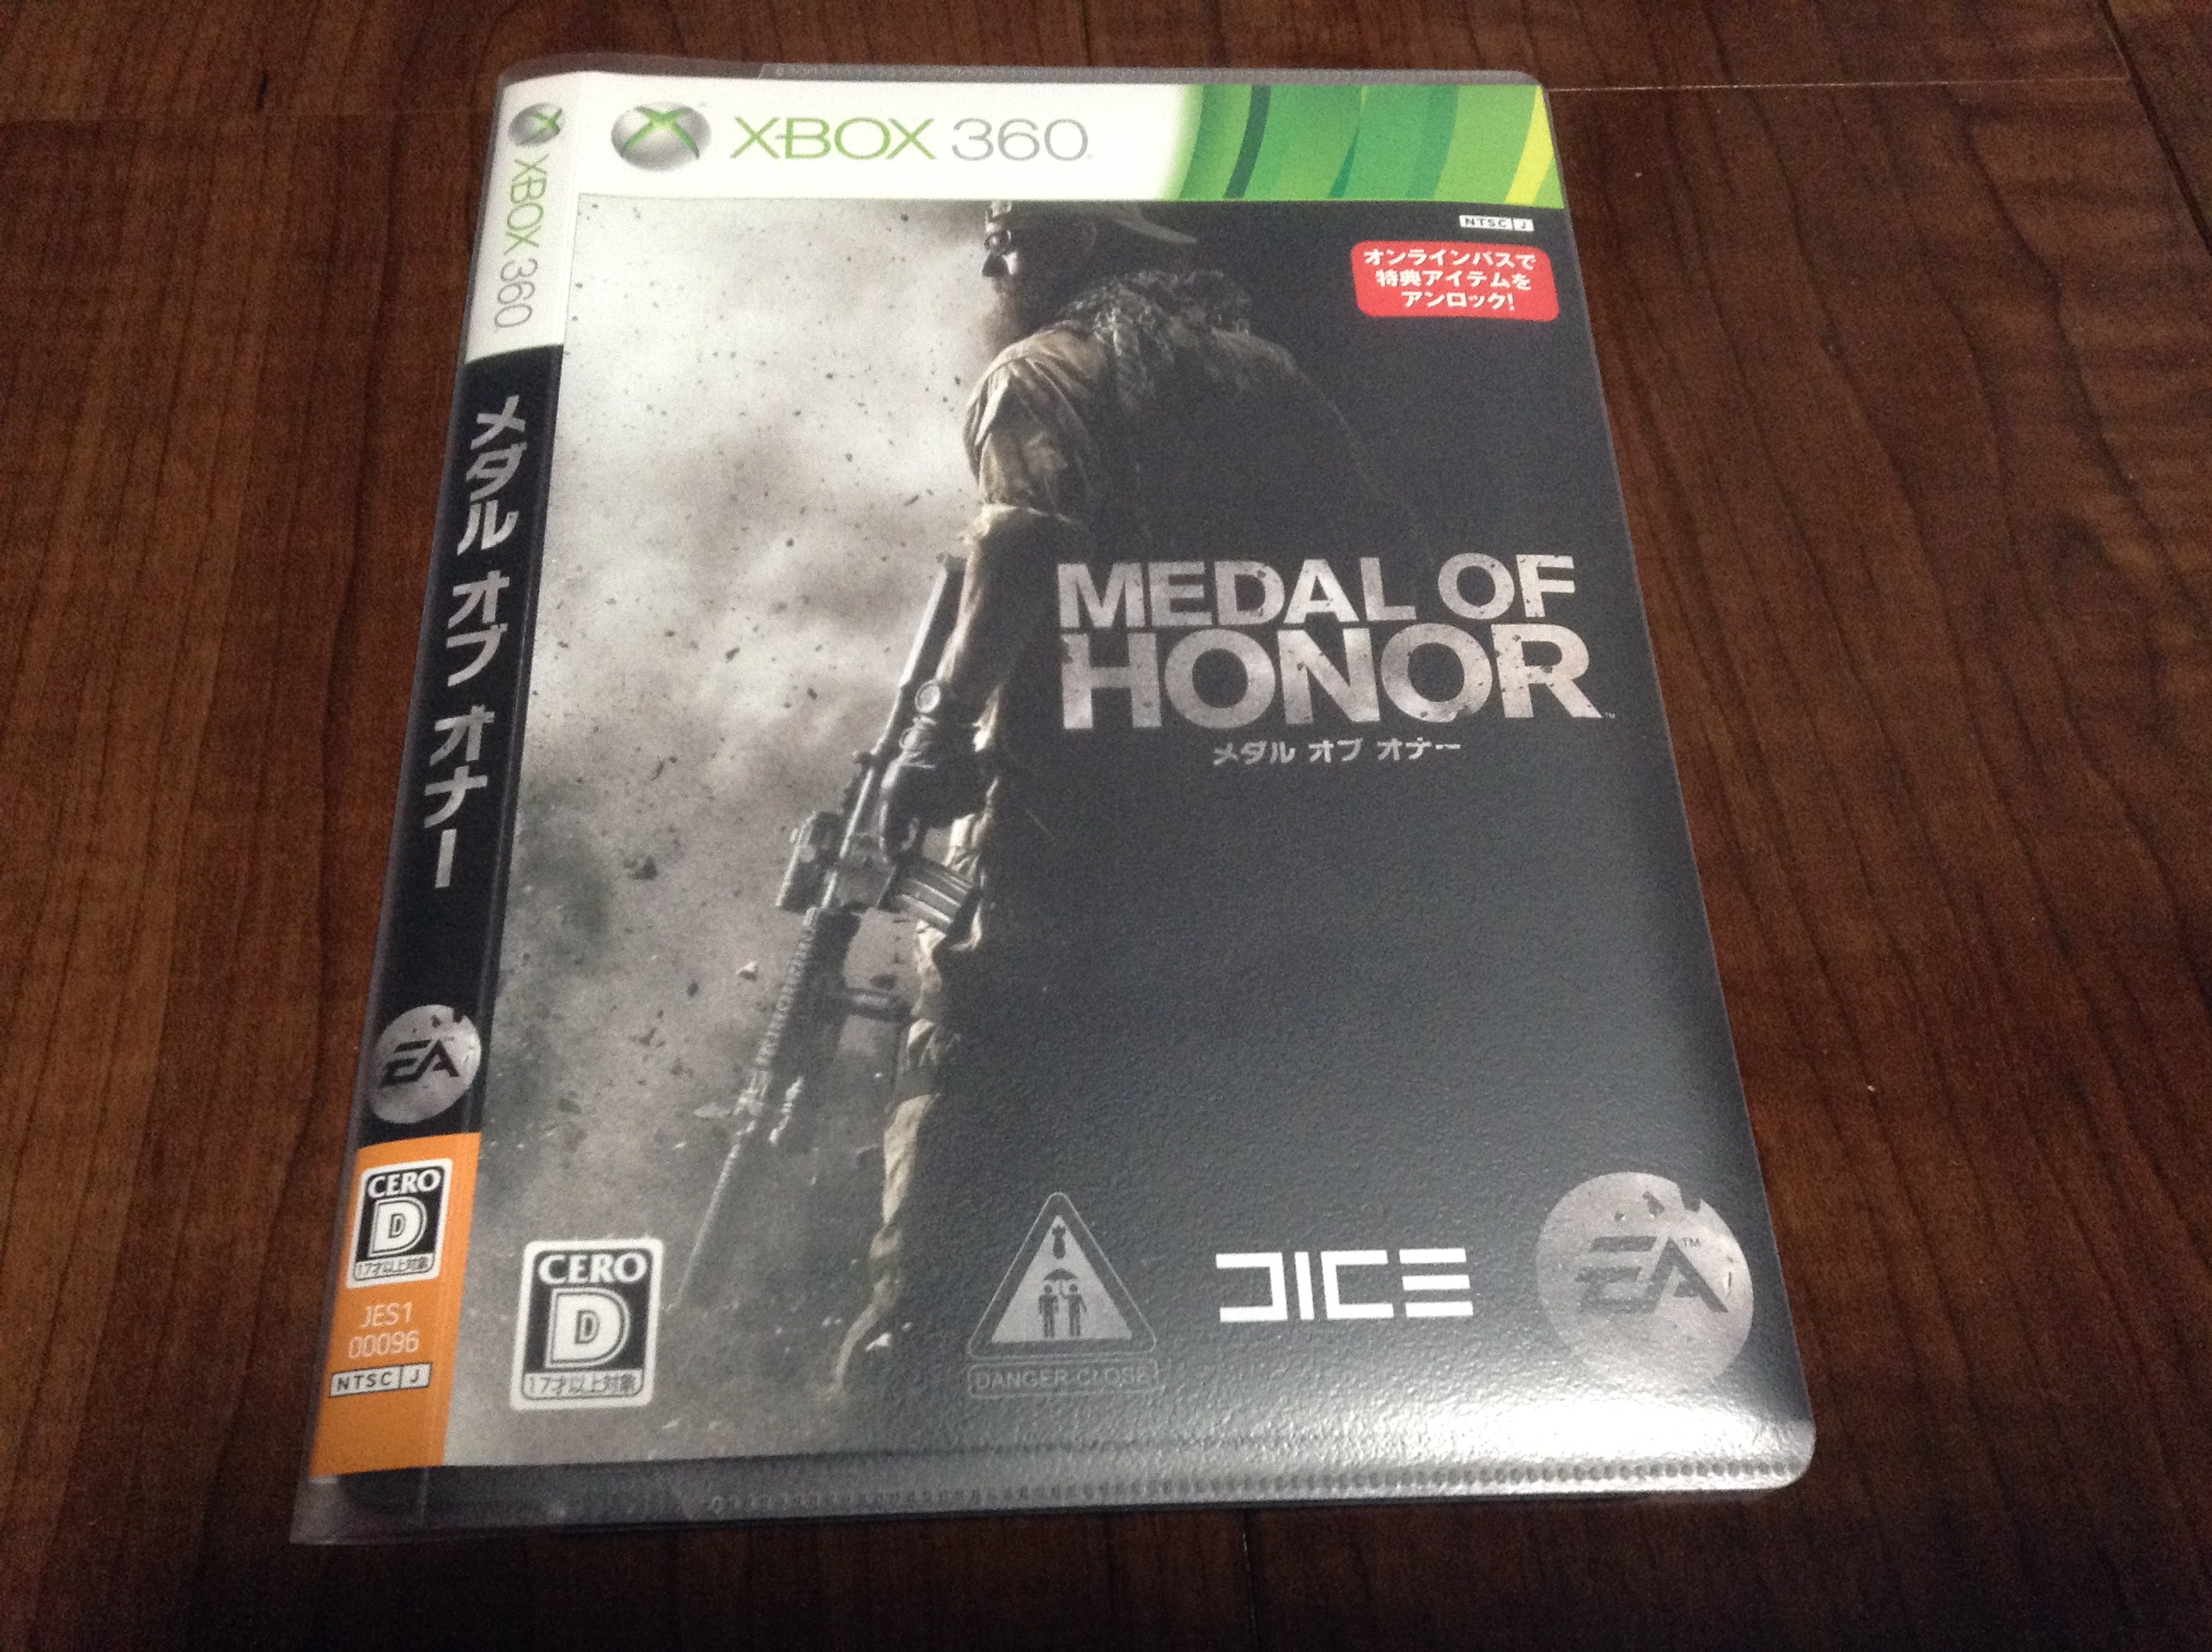 XBOX 360
NTSC J
オンラインパスで
特典アイテムを
アンロック!
MEDAL OF
HONOR™
メダル オブ オナー
CERO
D
17才以上対象
DANGER CLOSE
DICE
EA™
XBOX 360
メダル オブ オナー
EA
CERO
D
17才以上対象
JES1
00096
NTSC J